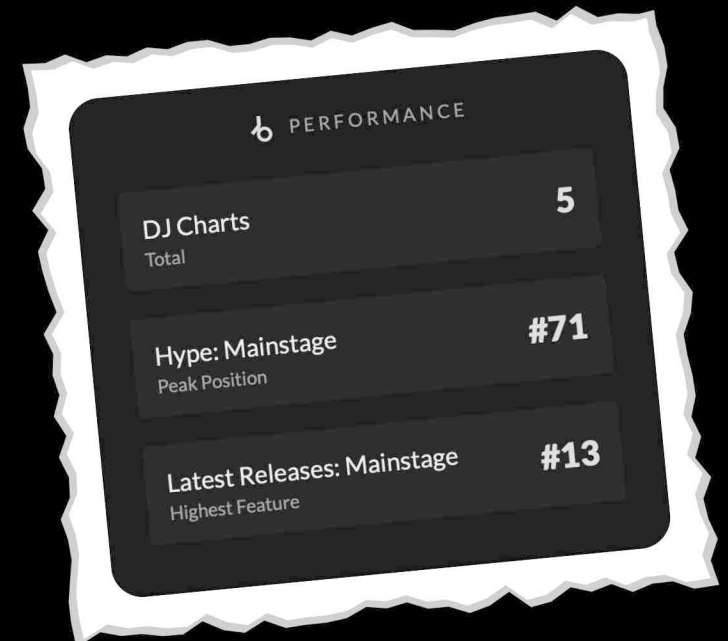 PERFORMANCE
DJ Charts
5
Total
Hype: Mainstage
#71
Peak Position
Latest Releases: Mainstage
#13
Highest Feature